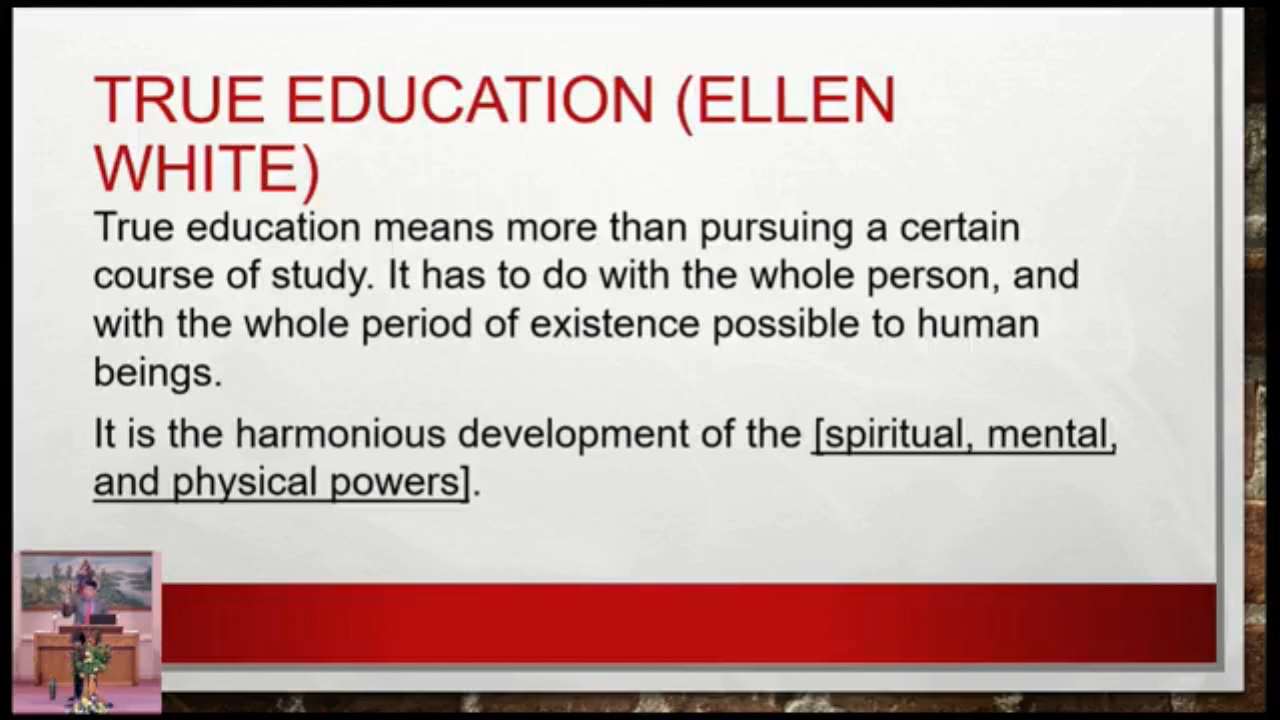 TRUE EDUCATION (ELLEN
WHITE)
True education means more than pursuing a certain
course of study. It has to do with the whole person, and
with the whole period of existence possible to human
beings.
It is the harmonious development of the [spiritual, mental,
and physical powers].